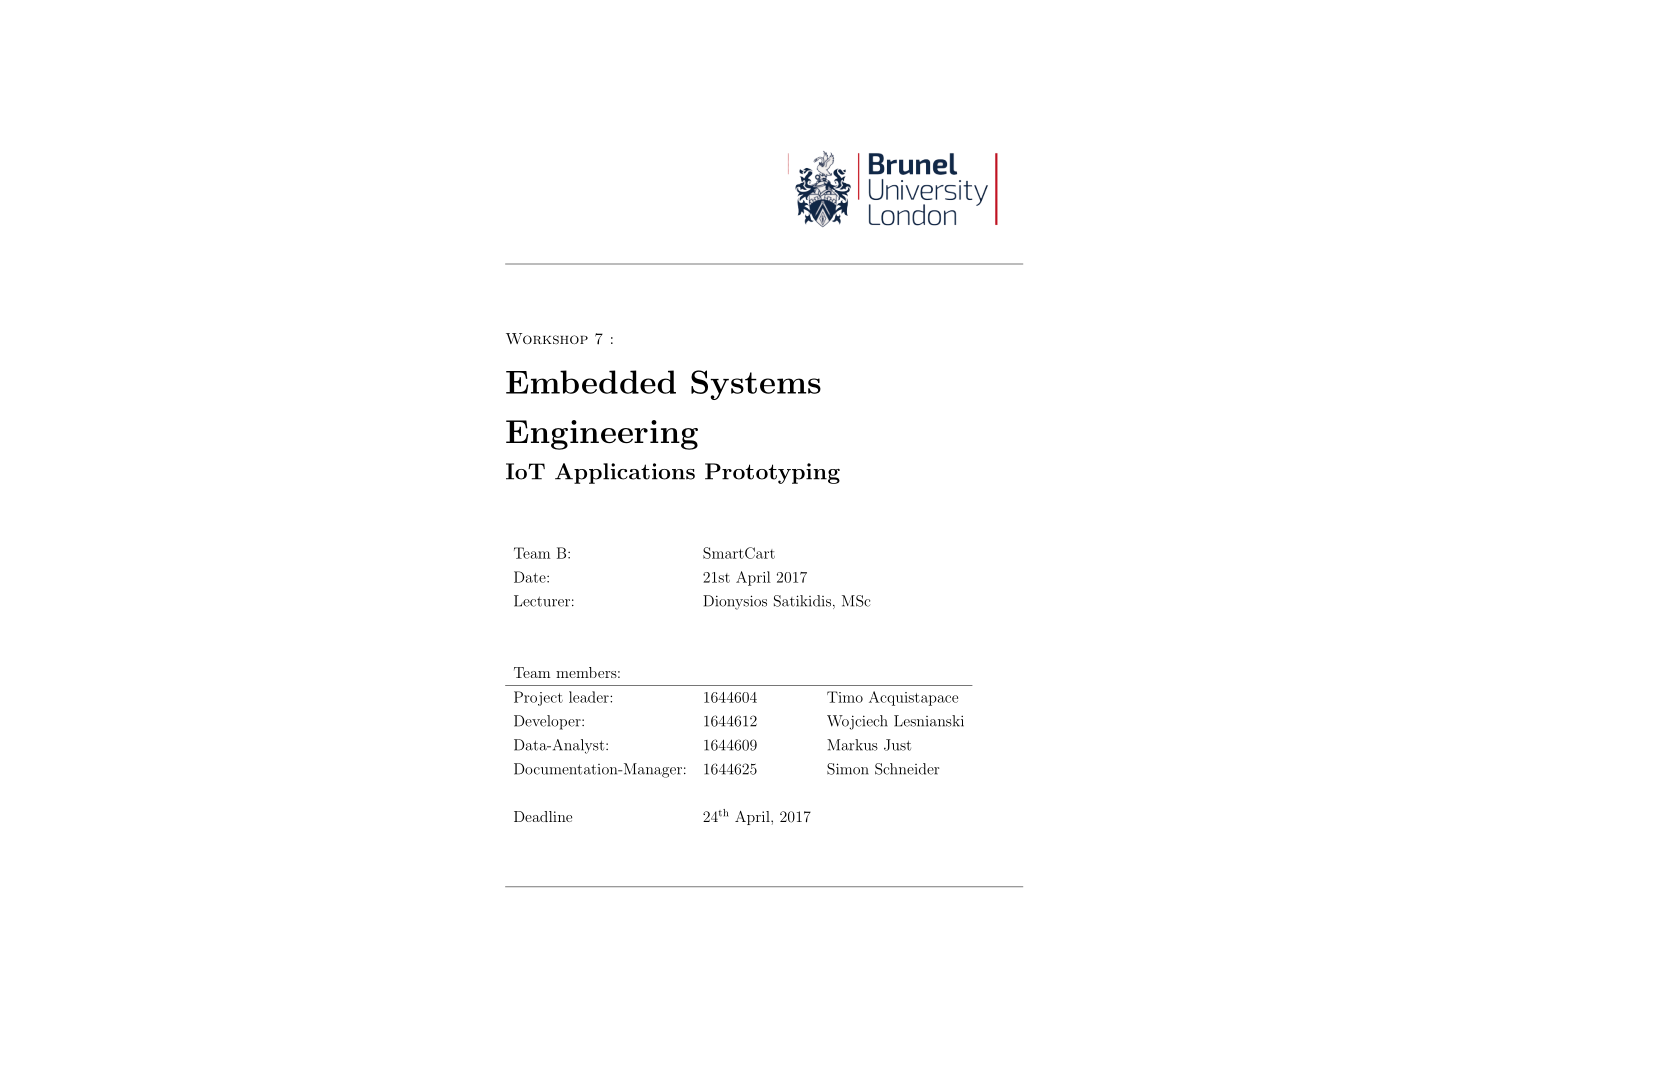 Brunel
University
London
Workshop 7 :
Embedded Systems
Engineering
IoT Applications Prototyping
Team B: SmartCart
Date: 21st April 2017
Lecturer: Dionysios Satikidis, MSc
Team members:
Project leader: 1644604 Timo Acquistapace
Developer: 1644612 Wojciech Lesnianski
Data-Analyst: 1644609 Markus Just
Documentation-Manager: 1644625 Simon Schneider
Deadline 24th April, 2017